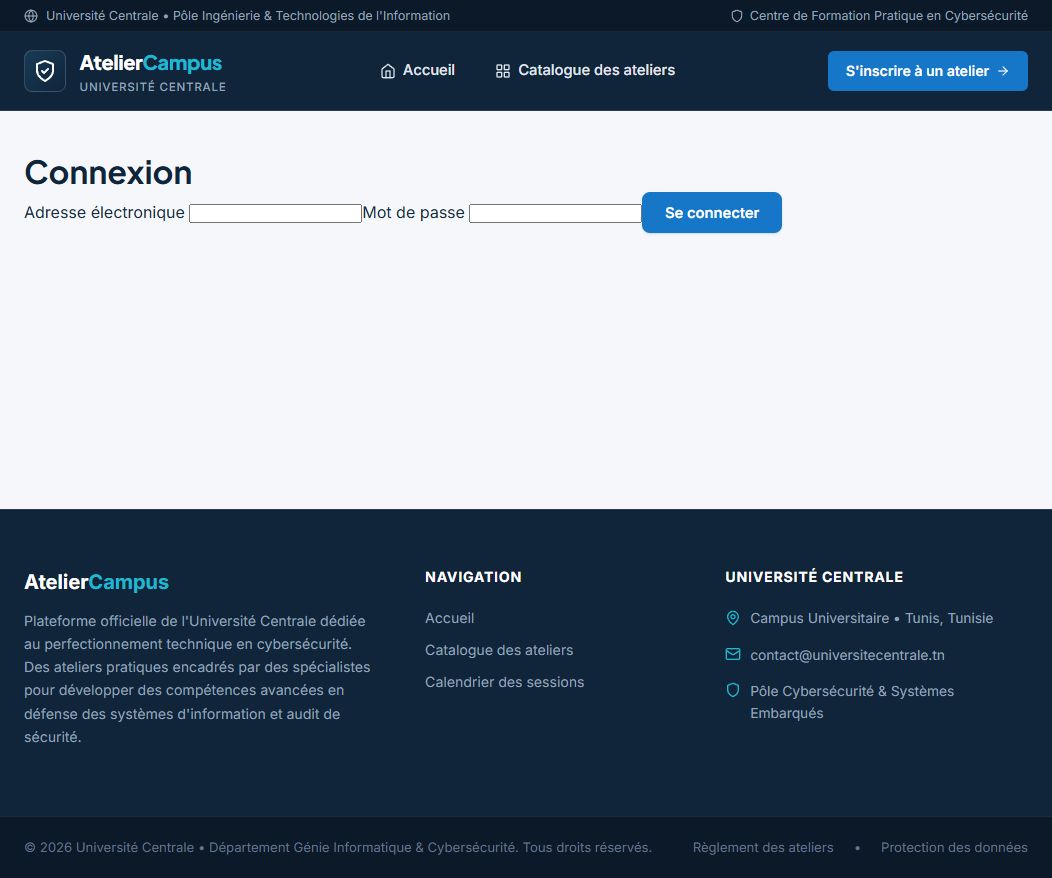 Université Centrale • Pôle Ingénierie & Technologies de l'Information
Centre de Formation Pratique en Cybersécurité
AtelierCampus
UNIVERSITÉ CENTRALE
Accueil
Catalogue des ateliers
S'inscrire à un atelier →
Connexion
Adresse électronique
Mot de passe
Se connecter
AtelierCampus
Plateforme officielle de l'Université Centrale dédiée
au perfectionnement technique en cybersécurité.
Des ateliers pratiques encadrés par des spécialistes
pour développer des compétences avancées en
défense des systèmes d'information et audit de
sécurité.
NAVIGATION
Accueil
Catalogue des ateliers
Calendrier des sessions
UNIVERSITÉ CENTRALE
Campus Universitaire • Tunis, Tunisie
contact@universitecentrale.tn
Pôle Cybersécurité & Systèmes
Embarqués
© 2026 Université Centrale • Département Génie Informatique & Cybersécurité. Tous droits réservés.
Règlement des ateliers • Protection des données